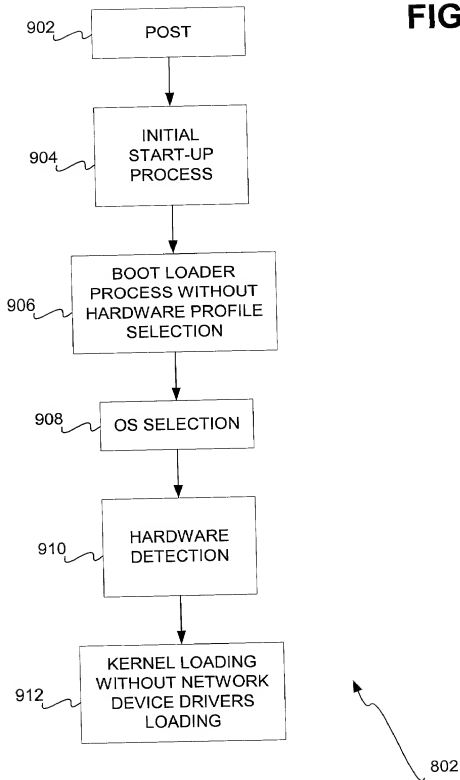 FIG
902
POST
904
INITIAL
START-UP
PROCESS
906
BOOT LOADER
PROCESS WITHOUT
HARDWARE PROFILE
SELECTION
908
OS SELECTION
910
HARDWARE
DETECTION
912
KERNEL LOADING
WITHOUT NETWORK
DEVICE DRIVERS
LOADING
802